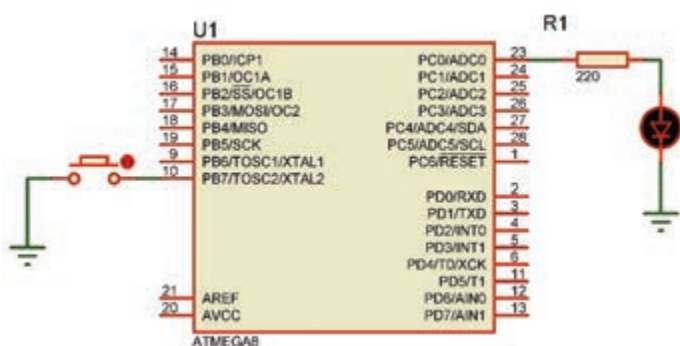 U1
R1
14 PB0/ICP1
15 PB1/OC1A
16 PB2/SS/OC1B
17 PB3/MOSI/OC2
18 PB4/MISO
19 PB5/SCK
9 PB6/TOSC1/XTAL1
10 PB7/TOSC2/XTAL2
21 AREF
20 AVCC
PC0/ADC0 23
PC1/ADC1 24
PC2/ADC2 25
PC3/ADC3 26
PC4/ADC4/SDA 27
PC5/ADC5/SCL 28
PC6/RESET 1
PD0/RXD 2
PD1/TXD 3
PD2/INT0 4
PD3/INT1 5
PD4/T0/XCK 6
PD5/T1 11
PD6/AIN0 12
PD7/AIN1 13
220
ATMEGA8